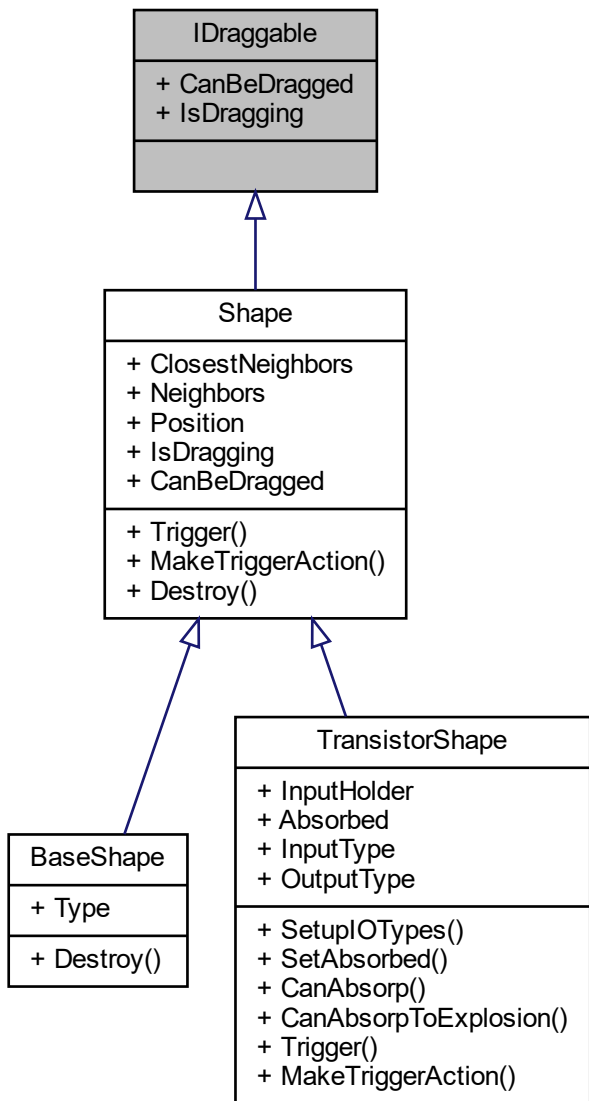 IDraggable
+ CanBeDragged
+ IsDragging
Shape
+ ClosestNeighbors
+ Neighbors
+ Position
+ IsDragging
+ CanBeDragged
+ Trigger()
+ MakeTriggerAction()
+ Destroy()
BaseShape
+ Type
+ Destroy()
TransistorShape
+ InputHolder
+ Absorbed
+ InputType
+ OutputType
+ SetupIOTypes()
+ SetAbsorbed()
+ CanAbsorp()
+ CanAbsorpToExplosion()
+ Trigger()
+ MakeTriggerAction()